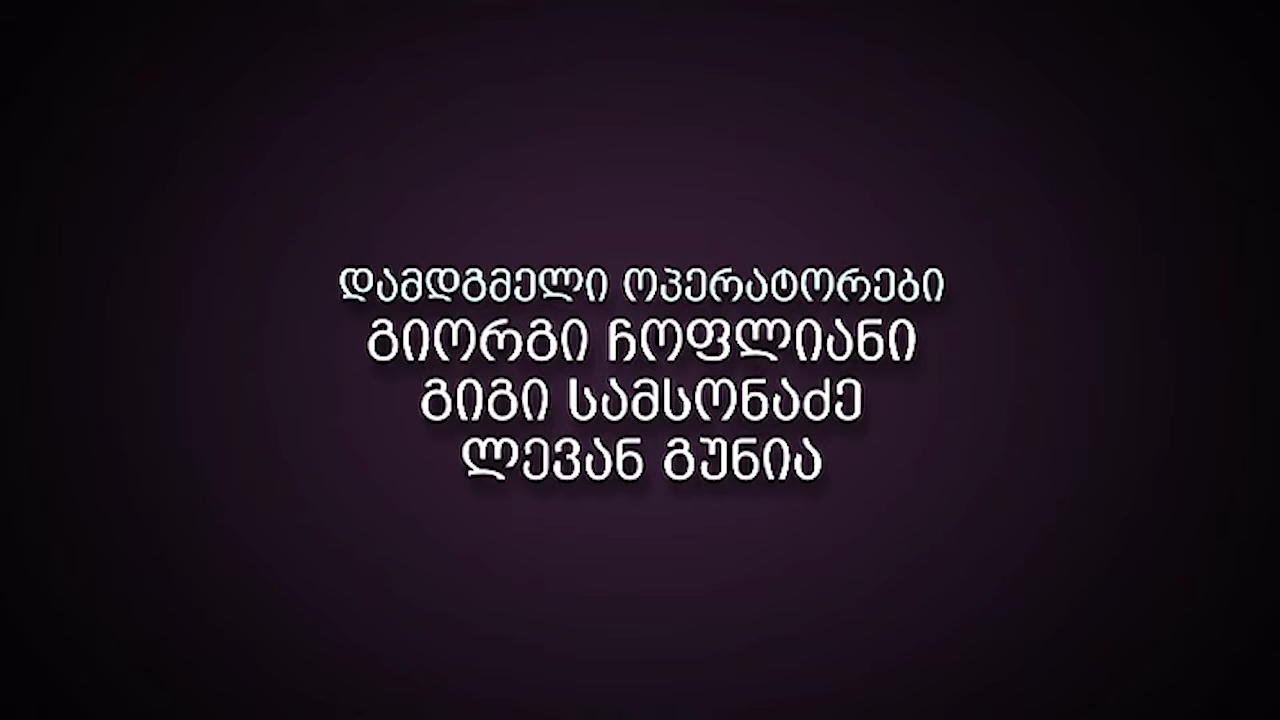 დამდგმელი ოპერატორები
გიორგი ჩოფლიანი
გიგი სამსონაძე
ლევან გუნია